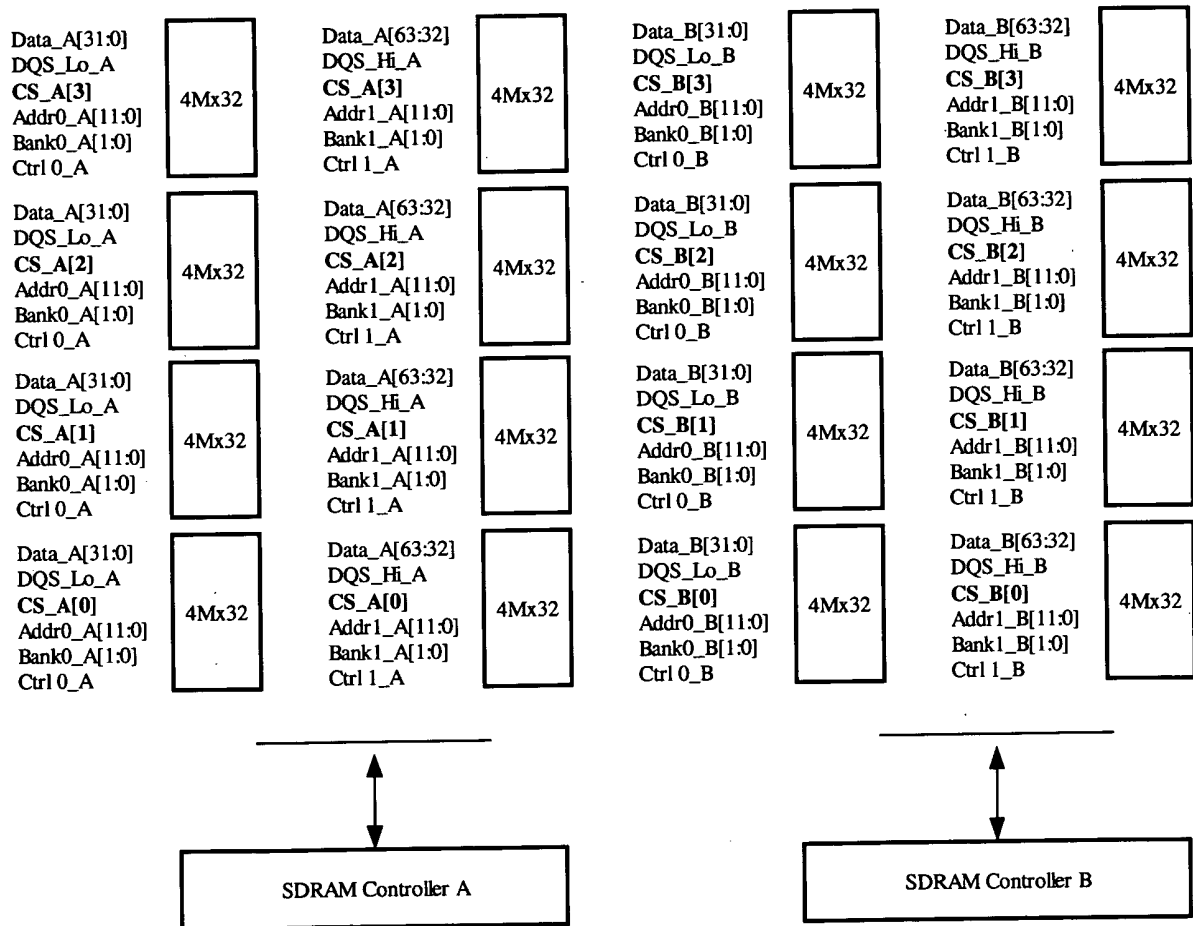 Data_A[31:0]
DQS_Lo_A
CS_A[3]
Addr0_A[11:0]
Bank0_A[1:0]
Ctrl 0_A
4Mx32
Data_A[63:32]
DQS_Hi_A
CS_A[3]
Addr1_A[11:0]
Bank1_A[1:0]
Ctrl 1_A
4Mx32
Data_B[31:0]
DQS_Lo_B
CS_B[3]
Addr0_B[11:0]
Bank0_B[1:0]
Ctrl 0_B
4Mx32
Data_B[63:32]
DQS_Hi_B
CS_B[3]
Addr1_B[11:0]
Bank1_B[1:0]
Ctrl 1_B
4Mx32
Data_A[31:0]
DQS_Lo_A
CS_A[2]
Addr0_A[11:0]
Bank0_A[1:0]
Ctrl 0_A
4Mx32
Data_A[63:32]
DQS_Hi_A
CS_A[2]
Addr1_A[11:0]
Bank1_A[1:0]
Ctrl 1_A
4Mx32
Data_B[31:0]
DQS_Lo_B
CS_B[2]
Addr0_B[11:0]
Bank0_B[1:0]
Ctrl 0_B
4Mx32
Data_B[63:32]
DQS_Hi_B
CS_B[2]
Addr1_B[11:0]
Bank1_B[1:0]
Ctrl 1_B
4Mx32
Data_A[31:0]
DQS_Lo_A
CS_A[1]
Addr0_A[11:0]
Bank0_A[1:0]
Ctrl 0_A
4Mx32
Data_A[63:32]
DQS_Hi_A
CS_A[1]
Addr1_A[11:0]
Bank1_A[1:0]
Ctrl 1_A
4Mx32
Data_B[31:0]
DQS_Lo_B
CS_B[1]
Addr0_B[11:0]
Bank0_B[1:0]
Ctrl 0_B
4Mx32
Data_B[63:32]
DQS_Hi_B
CS_B[1]
Addr1_B[11:0]
Bank1_B[1:0]
Ctrl 1_B
4Mx32
Data_A[31:0]
DQS_Lo_A
CS_A[0]
Addr0_A[11:0]
Bank0_A[1:0]
Ctrl 0_A
4Mx32
Data_A[63:32]
DQS_Hi_A
CS_A[0]
Addr1_A[11:0]
Bank1_A[1:0]
Ctrl 1_A
4Mx32
Data_B[31:0]
DQS_Lo_B
CS_B[0]
Addr0_B[11:0]
Bank0_B[1:0]
Ctrl 0_B
4Mx32
Data_B[63:32]
DQS_Hi_B
CS_B[0]
Addr1_B[11:0]
Bank1_B[1:0]
Ctrl 1_B
4Mx32
SDRAM Controller A
SDRAM Controller B